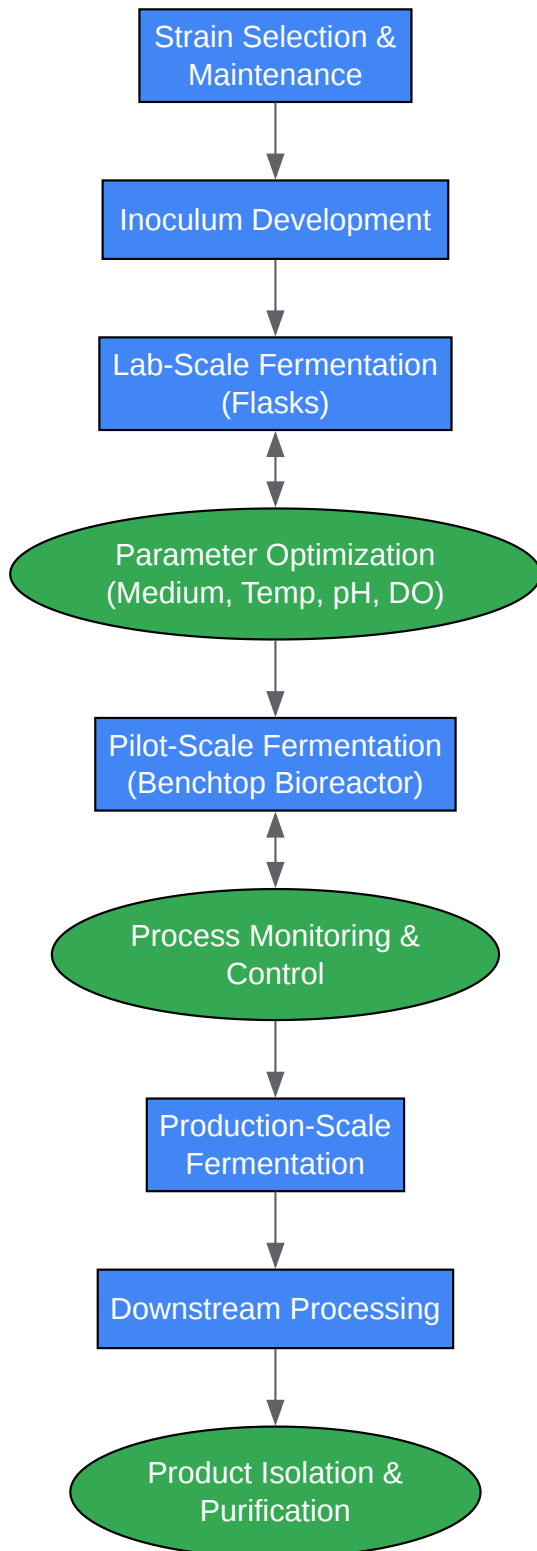 Strain Selection &
Maintenance
Inoculum Development
Lab-Scale Fermentation
(Flasks)
Parameter Optimization
(Medium, Temp, pH, DO)
Pilot-Scale Fermentation
(Benchtop Bioreactor)
Process Monitoring &
Control
Production-Scale
Fermentation
Downstream Processing
Product Isolation &
Purification